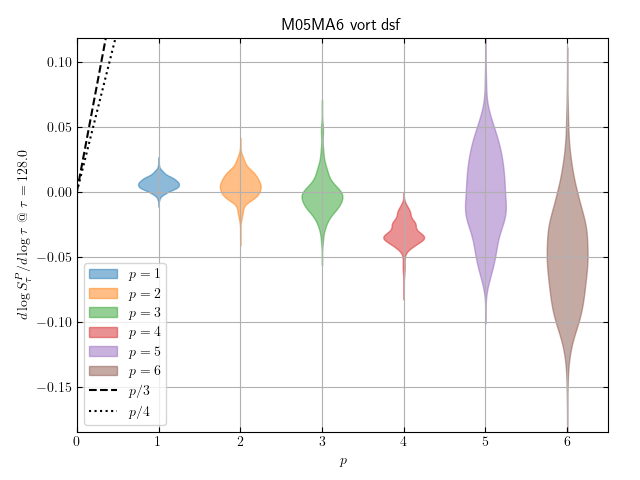 M05MA6 vort dsf
d log S_τ^P / d log τ @ τ = 128.0
0.10
0.05
0.00
−0.05
−0.10
−0.15
p = 1
p = 2
p = 3
p = 4
p = 5
p = 6
p/3
p/4
0 1 2 3 4 5 6
p